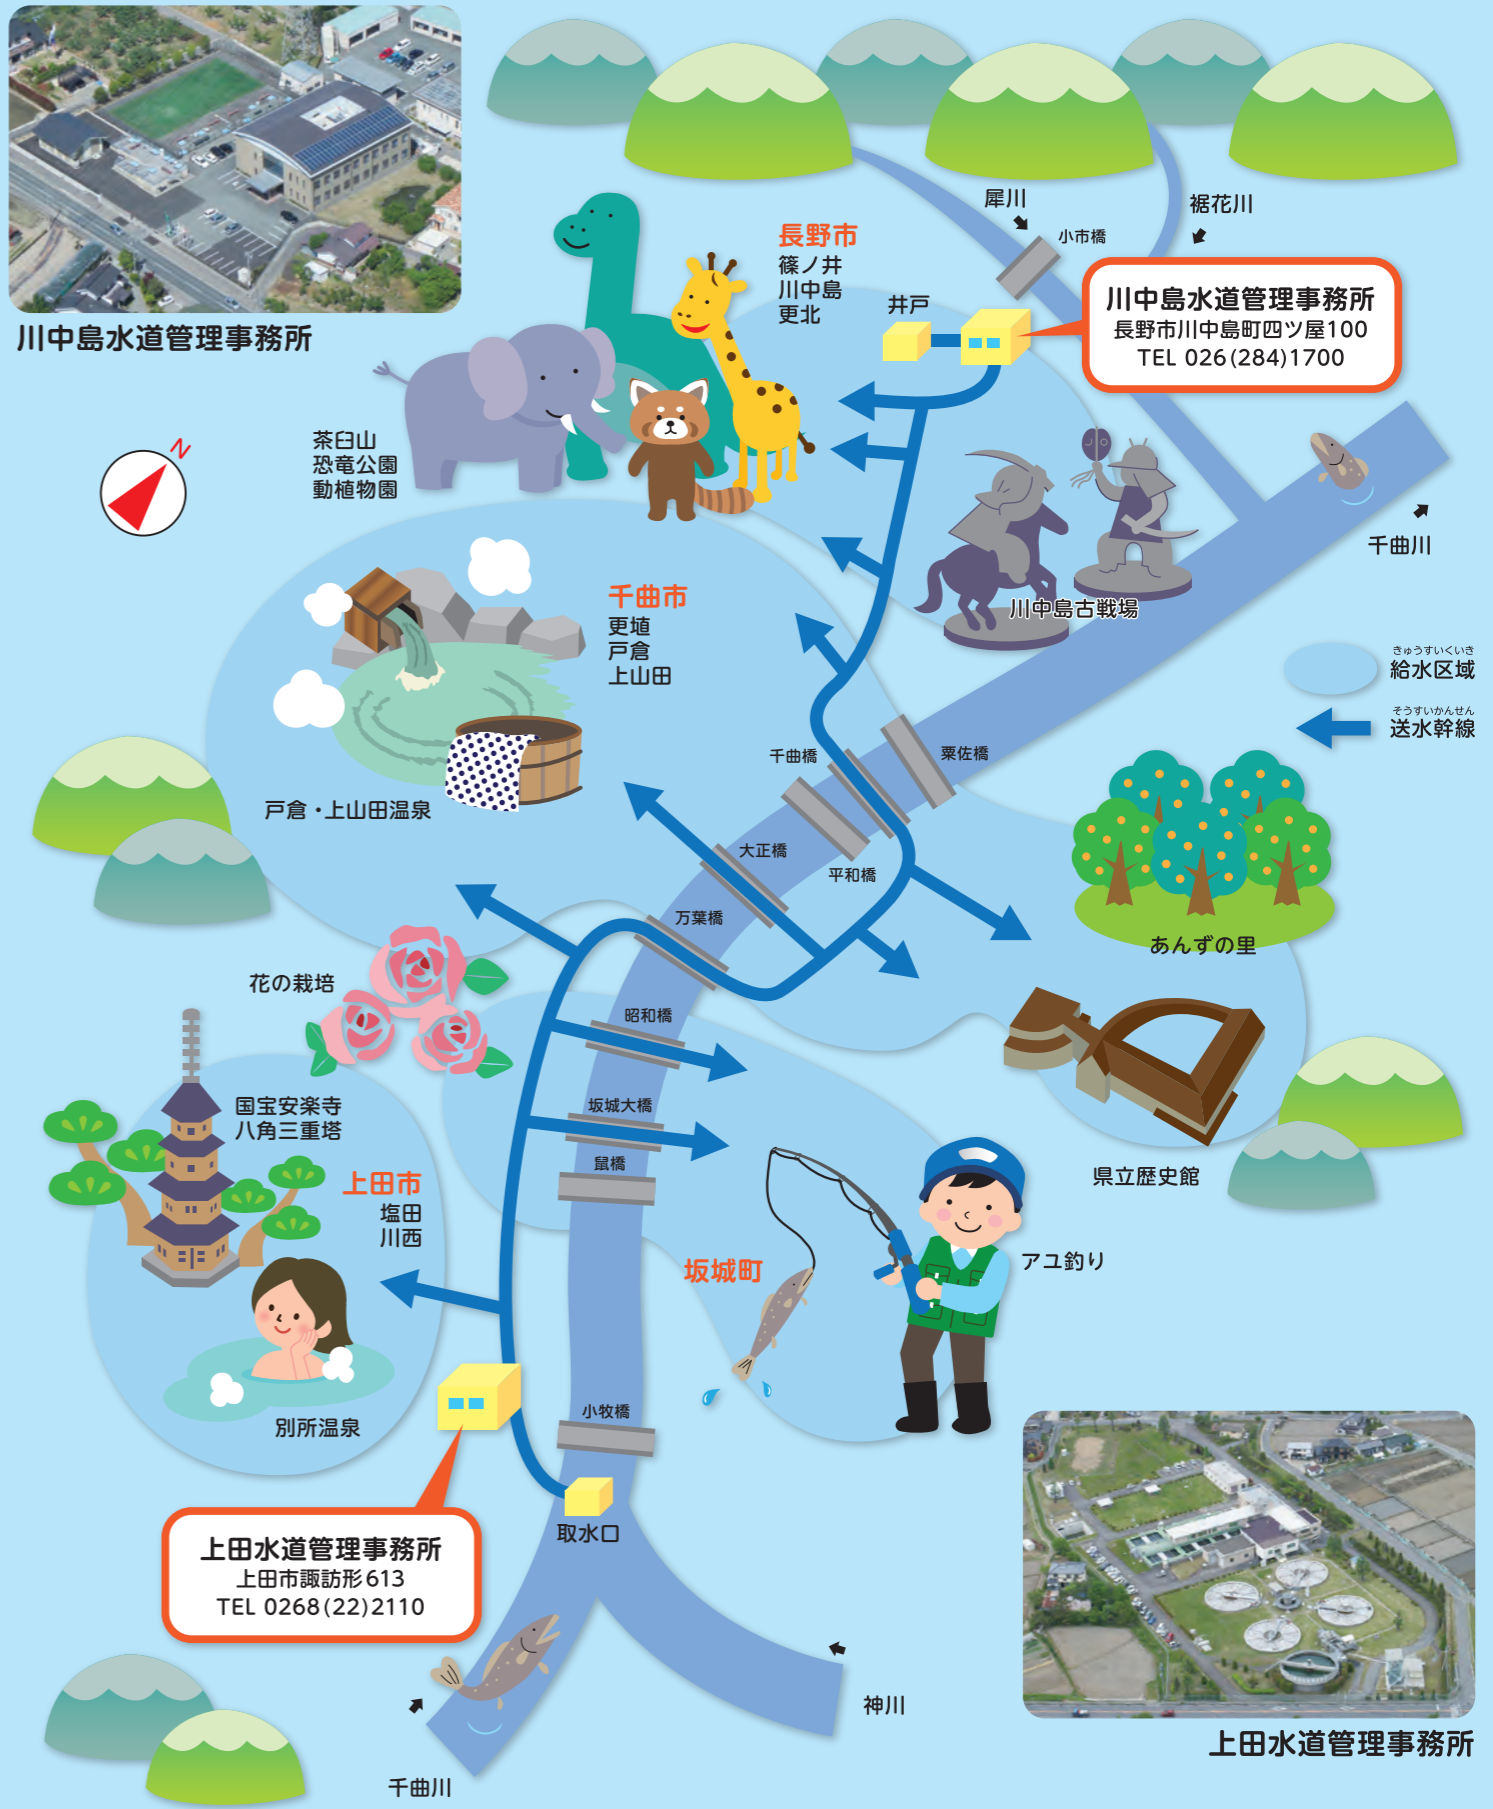 川中島水道管理事務所
犀川
裾花川
小市橋
長野市
篠ノ井
川中島
更北
井戸
川中島水道管理事務所
長野市川中島町四ツ屋100
TEL 026(284)1700
N
茶臼山
恐竜公園
動植物園
千曲川
川中島古戦場
千曲市
更埴
戸倉
上山田
きゅうすいくいき
給水区域
そうすいかんせん
送水幹線
千曲橋
粟佐橋
戸倉・上山田温泉
大正橋
平和橋
万葉橋
あんずの里
花の栽培
昭和橋
国宝安楽寺
八角三重塔
坂城大橋
鼠橋
県立歴史館
上田市
塩田
川西
坂城町
アユ釣り
別所温泉
小牧橋
取水口
上田水道管理事務所
上田市諏訪形613
TEL 0268(22)2110
神川
上田水道管理事務所
千曲川